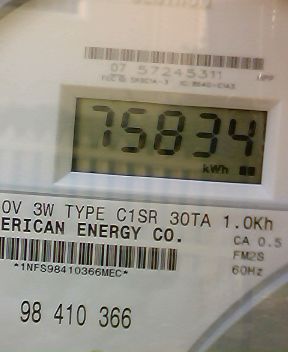 07 57245311
75834
kWh
0V 3W TYPE C1SR 30TA 1.0Kh
ERICAN ENERGY CO.
CA 0.5
*1NFS98410366MEC*
FM2S
60Hz
98 410 366